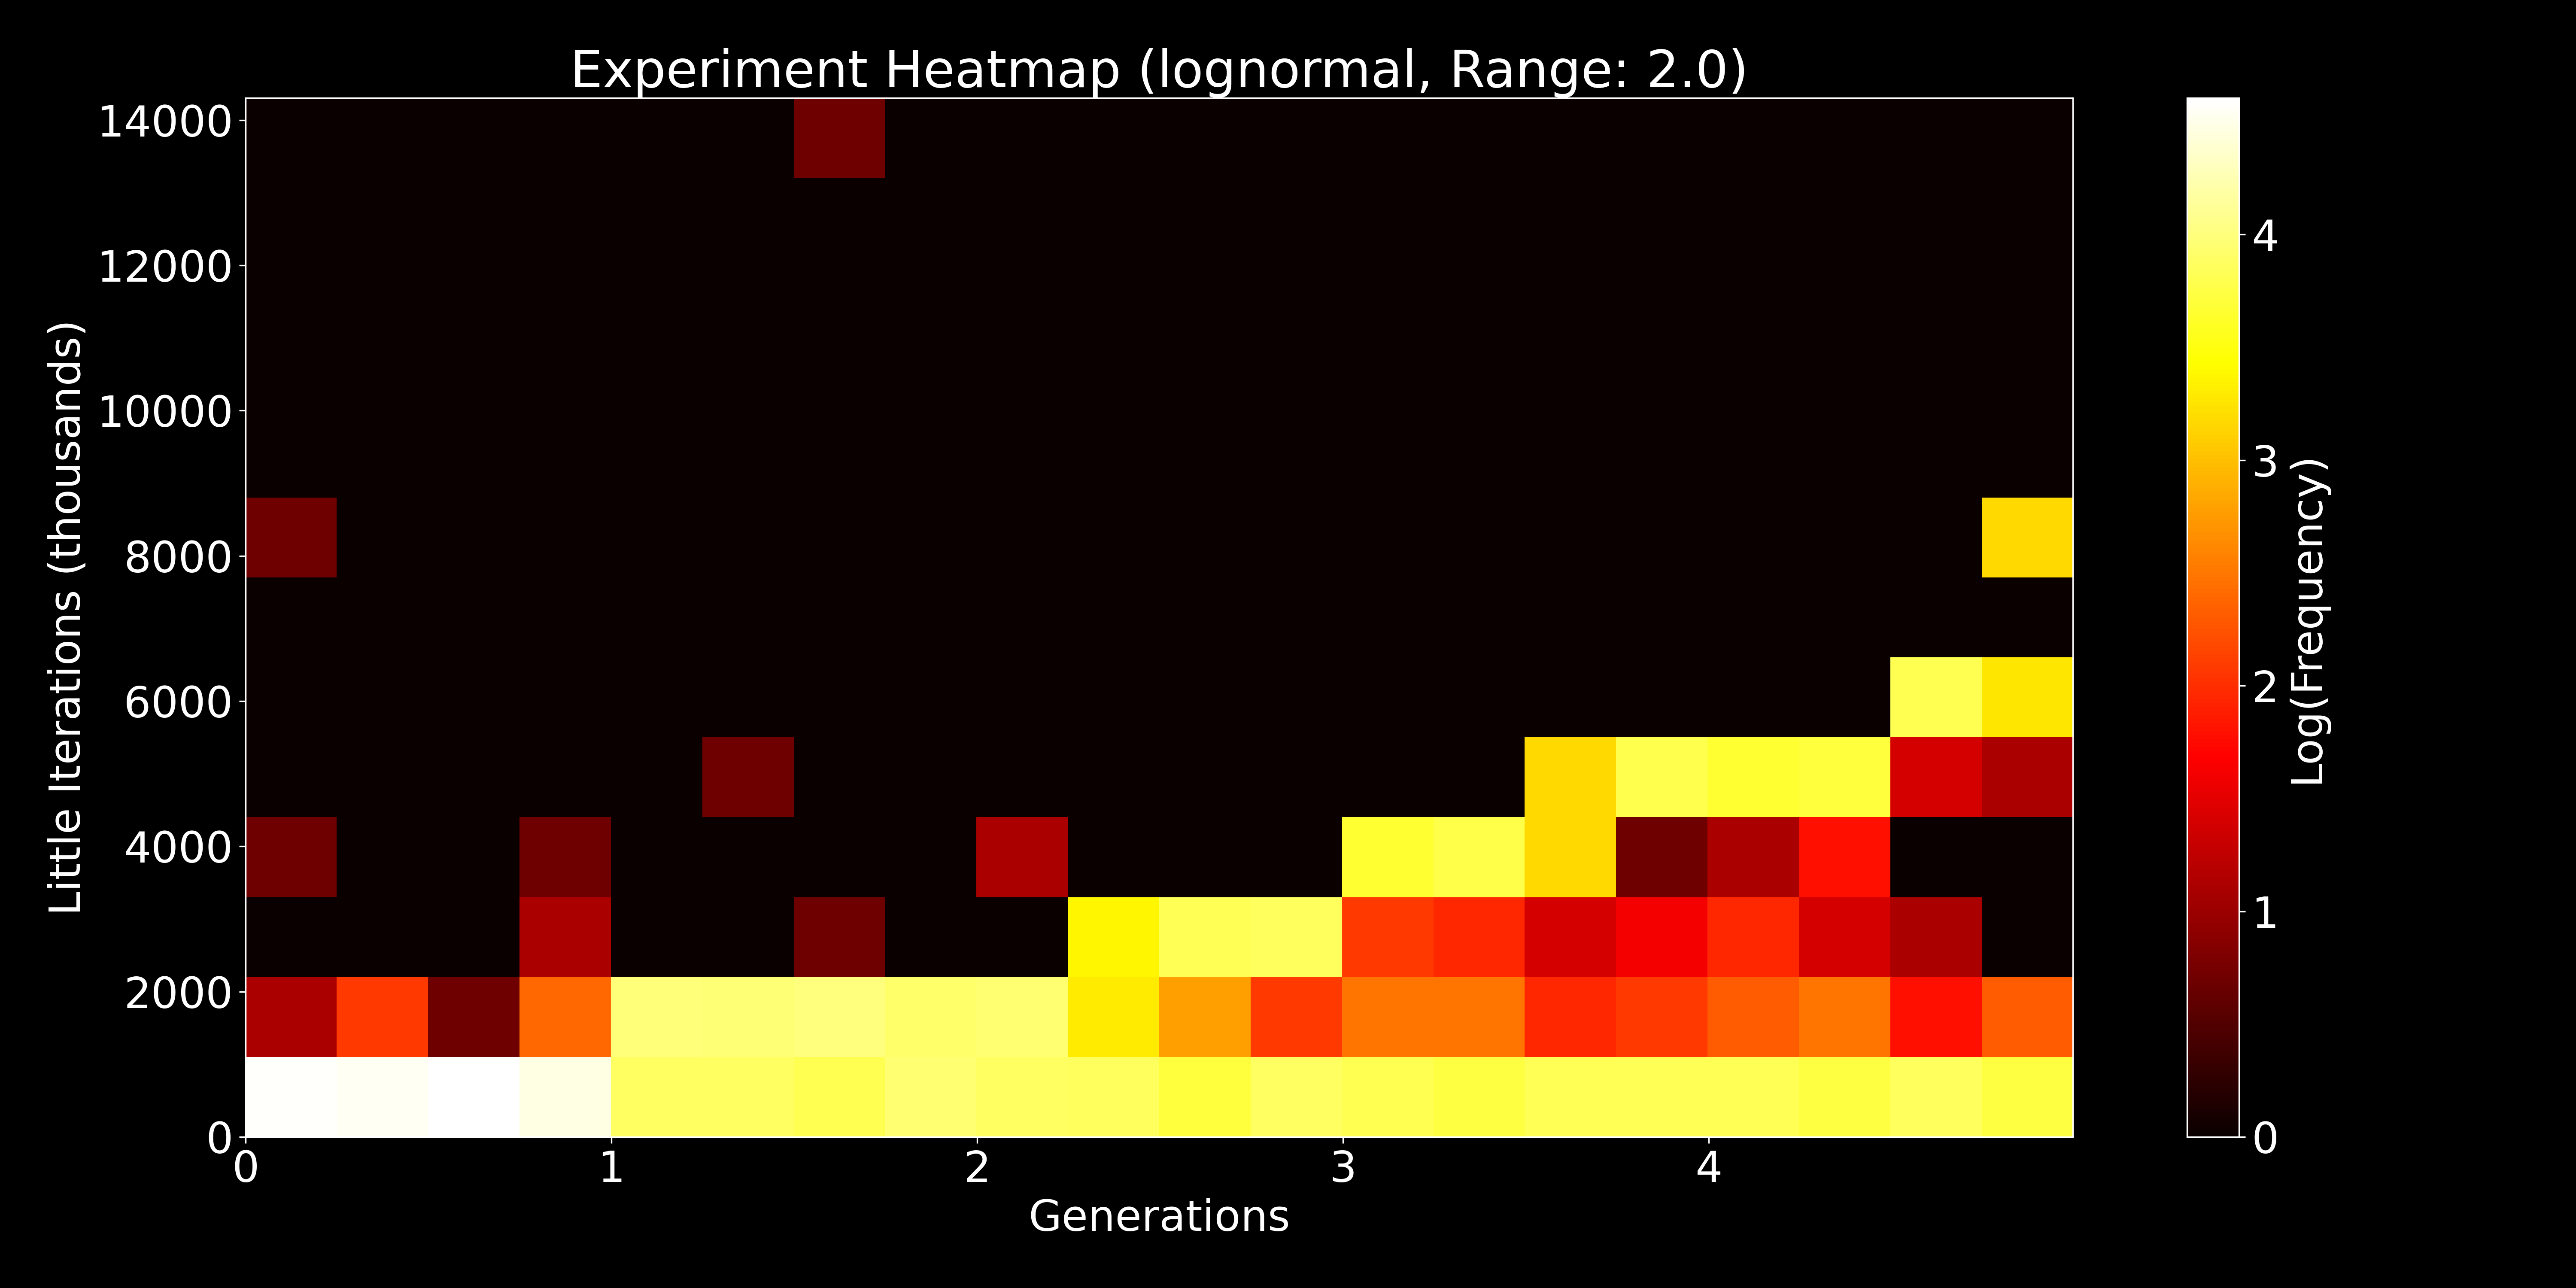 Experiment Heatmap (lognormal, Range: 2.0)
14000
12000
10000
8000
6000
4000
2000
0
Little Iterations (thousands)
0 1 2 3 4
Generations
4
3
2
1
0
Log(Frequency)